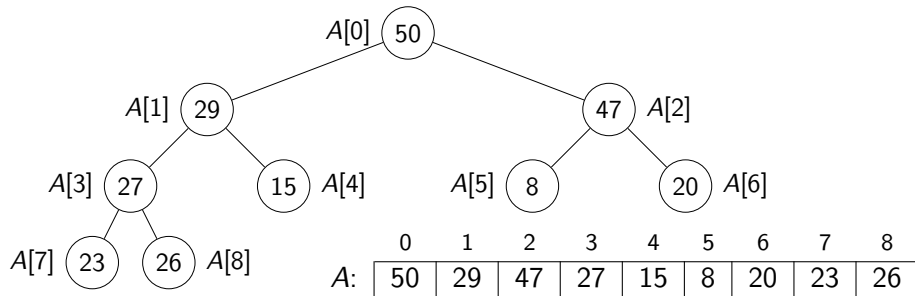 A[0] 50
A[1] 29 47 A[2]
A[3] 27 15 A[4] A[5] 8 20 A[6]
0 1 2 3 4 5 6 7 8
A[7] 23 26 A[8] A: 50 29 47 27 15 8 20 23 26